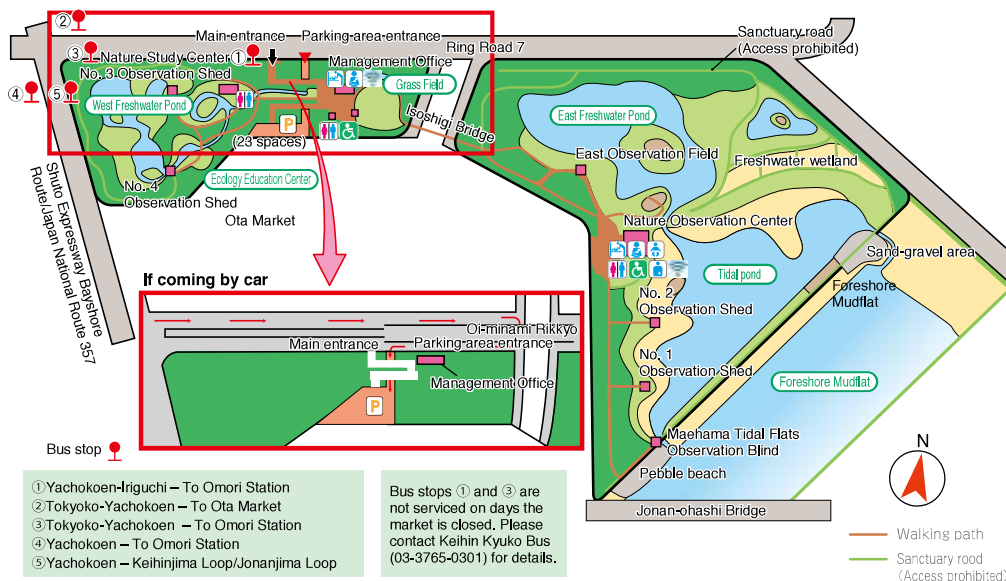 ②
Main-entrance
Parking-area-entrance
Sanctuary road
(Access prohibited)
③
Nature Study Center
①
Ring Road 7
No. 3 Observation Shed
Management Office
④
⑤
West Freshwater Pond
Grass Field
P
(23 spaces)
Isoshigi Bridge
East Freshwater Pond
East Observation Field
Freshwater wetland
No. 4
Observation Shed
Ecology Education Center
Ota Market
Shuto Expressway Bayshore
Route/Japan National Route 357
Nature Observation Center
Sand-gravel area
Tidal pond
Foreshore
Mudflat
No. 2
Observation Shed
No. 1
Observation Shed
Foreshore Mudflat
Maehama Tidal Flats
Observation Blind
Pebble beach
Jonan-ohashi Bridge
N
If coming by car
Oi-minami Rikkyo
Main entrance
Parking-area-entrance
Management Office
P
Bus stop
①Yachokoen-Iriguchi – To Omori Station
②Tokyoko-Yachokoen – To Ota Market
③Tokyoko-Yachokoen – To Omori Station
④Yachokoen – To Omori Station
⑤Yachokoen – Keihinjima Loop/Jonanjima Loop
Bus stops ① and ③ are
not serviced on days the
market is closed. Please
contact Keihin Kyuko Bus
(03-3765-0301) for details.
Walking path
Sanctuary rood
(Access prohibited)